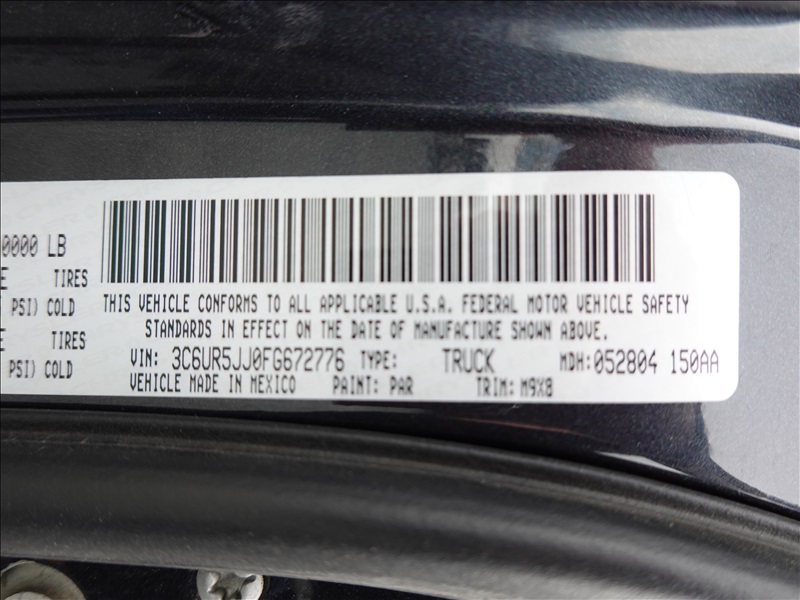 0000 LB
E TIRES
PSI) COLD
E TIRES
PSI) COLD
THIS VEHICLE CONFORMS TO ALL APPLICABLE U.S.A. FEDERAL MOTOR VEHICLE SAFETY
STANDARDS IN EFFECT ON THE DATE OF MANUFACTURE SHOWN ABOVE.
VIN: 3C6UR5JJ0FG672776 TYPE: TRUCK MDH:052804 150AA
VEHICLE MADE IN MEXICO PAINT: PAR TRIM: M9X8